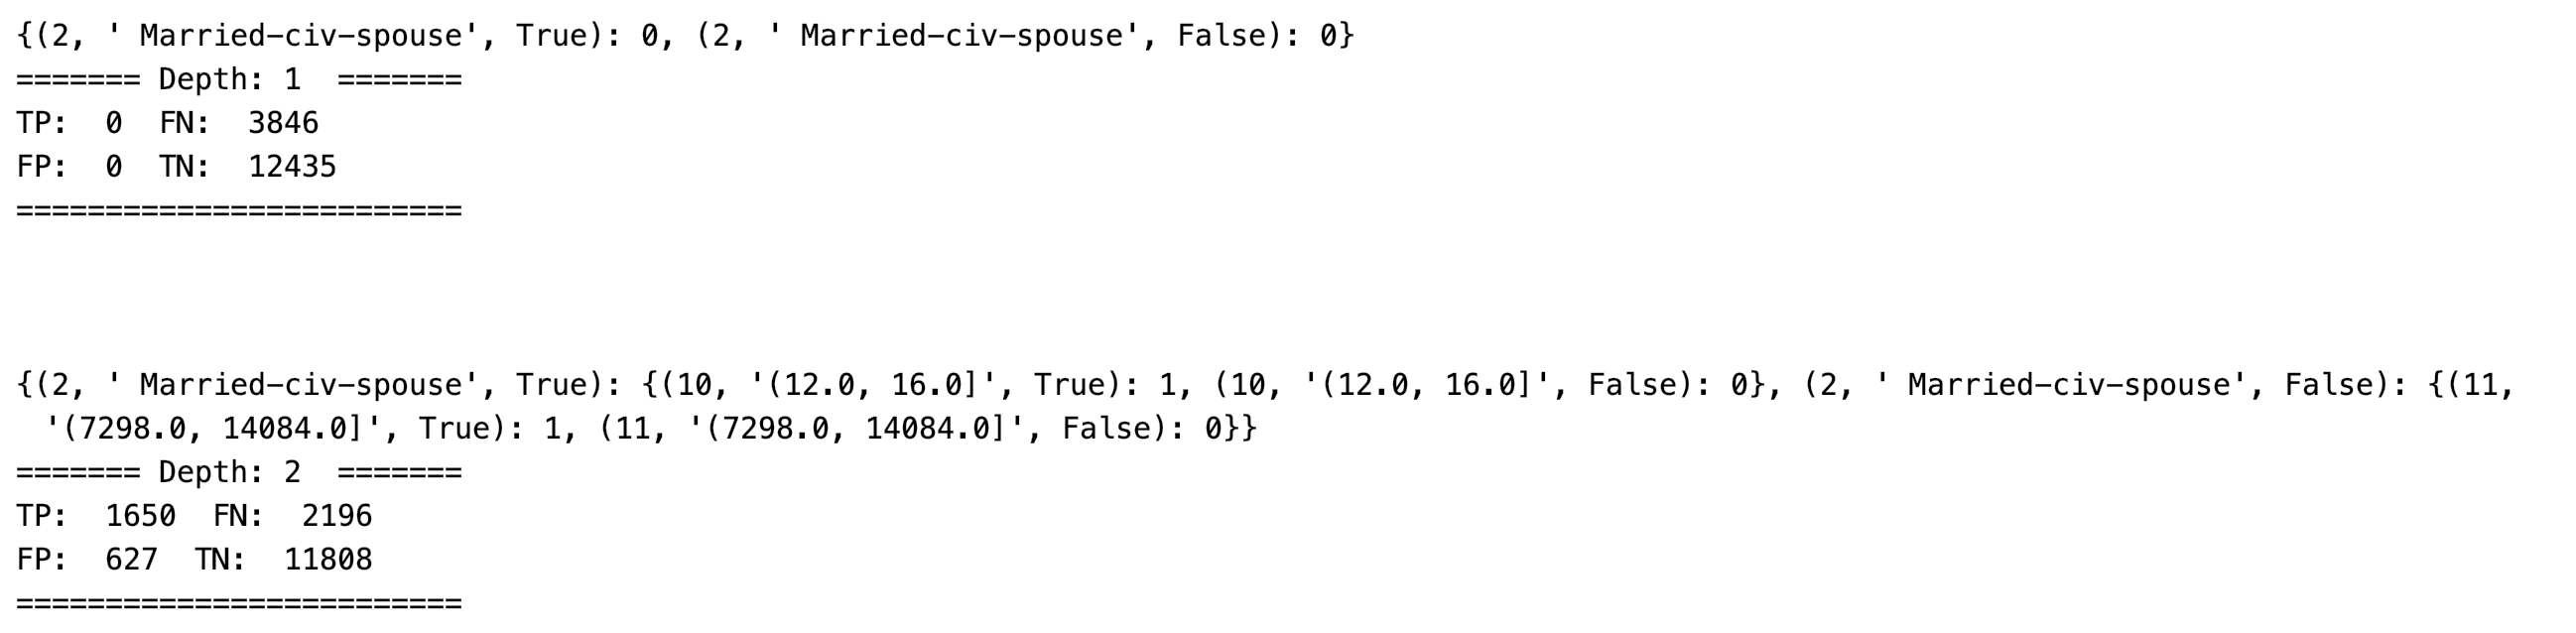 {(2, ' Married-civ-spouse', True): 0, (2, ' Married-civ-spouse', False): 0}
======= Depth: 1  =======
TP:  0  FN:  3846
FP:  0  TN:  12435
=========================
{(2, ' Married-civ-spouse', True): {(10, '(12.0, 16.0]', True): 1, (10, '(12.0, 16.0]', False): 0}, (2, ' Married-civ-spouse', False): {(11,
'(7298.0, 14084.0]', True): 1, (11, '(7298.0, 14084.0]', False): 0}}
======= Depth: 2  =======
TP:  1650  FN:  2196
FP:  627  TN:  11808
=========================